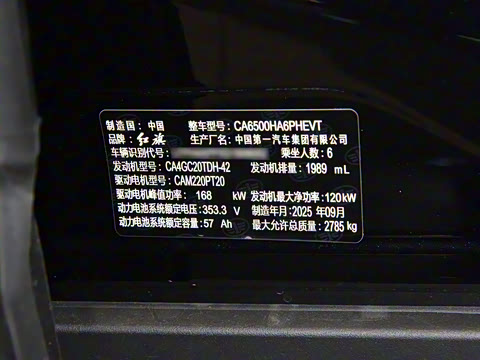 制造国：中国 整车型号：CA6500HA6PHEVT
品牌：红旗 生产厂名：中国第一汽车集团有限公司
车辆识别代号： 乘坐人数：6
发动机型号：CA4GC20TDH-42 发动机排量：1989 mL
驱动电机型号：CAM220PT20
驱动电机峰值功率：168 kW 发动机最大净功率：120kW
动力电池系统额定电压：353.3 V 制造年月：2025 年09月
动力电池系统额定容量：57 Ah 最大允许总质量：2785 kg